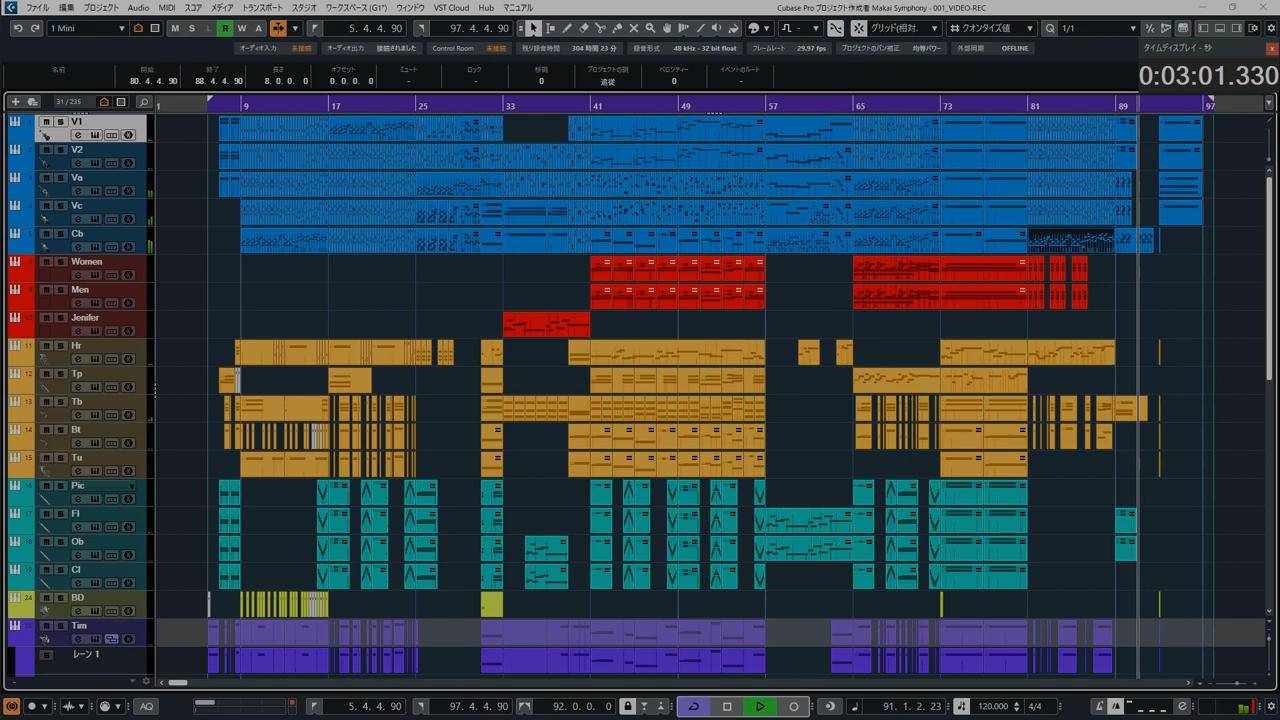 ファイル 編集 プロジェクト Audio MIDI スコア メディア トランスポート スタジオ ワークスペース (G1*) ウィンドウ VST Cloud Hub マニュアル Cubase Pro プロジェクト作成者 Makai Symphony - 001_VIDEO-REC
1 Mini M S L R W A 5. 4. 4. 90 97. 4. 4. 90 グリッド(相対) クオンタイズ値 1/1
オーディオ入力 未接続 オーディオ出力 接続されました Control Room 未接続 残り録音時間 304 時間 23 分 録音形式 48 kHz - 32 bit float フレームレート 29.97 fps プロジェクトのパン補正 均等パワー 外部同期 OFFLINE タイムディスプレイ - 秒
名前 開始 終了 長さ オフセット ミュート ロック 移調 プロジェクトの調 ベロシティー イベントのルート
80. 4. 4. 90 88. 4. 4. 90 8. 0. 0. 0 0. 0. 0. 0 - - 0 追従 0 -
0:03:01.330
31 / 235 1 9 17 25 33 41 49 57 65 73 81 89 97
V1
V2
Va
Vc
Cb
Women
Men
Jenifer
11 Hr
12 Tp
13 Tb
14 Bt
15 Tu
16 Pic
17 Fl
18 Ob
19 Cl
24 BD
Tim
レーン 1
AQ 5. 4. 4. 90 97. 4. 4. 90 92. 0. 0. 0 91. 1. 2. 23 120.000 4/4